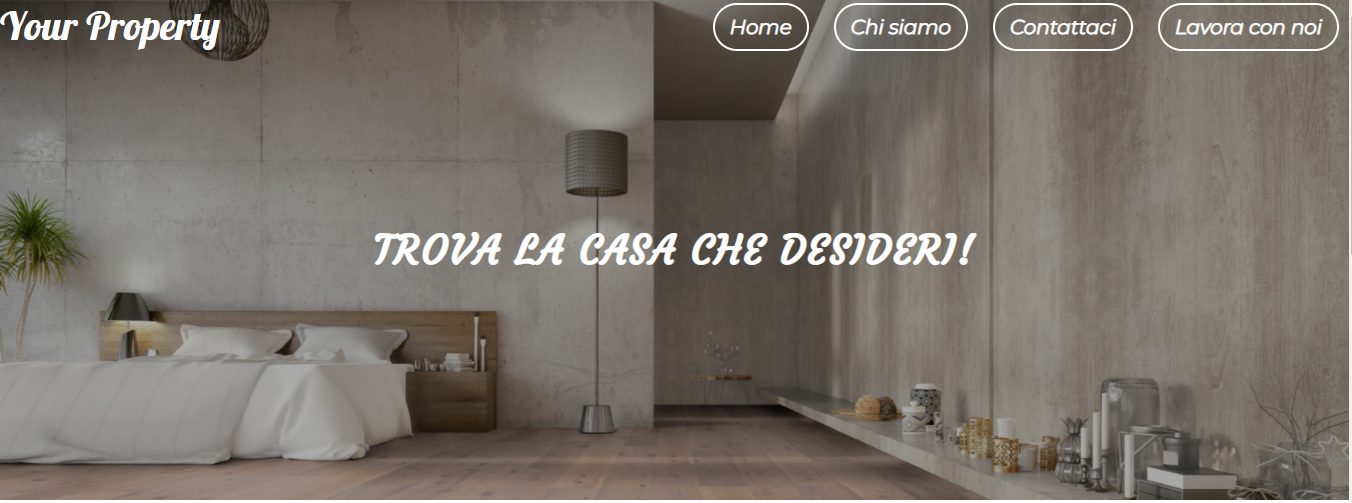 Your Property
Home
Chi siamo
Contattaci
Lavora con noi
TROVA LA CASA CHE DESIDERI!